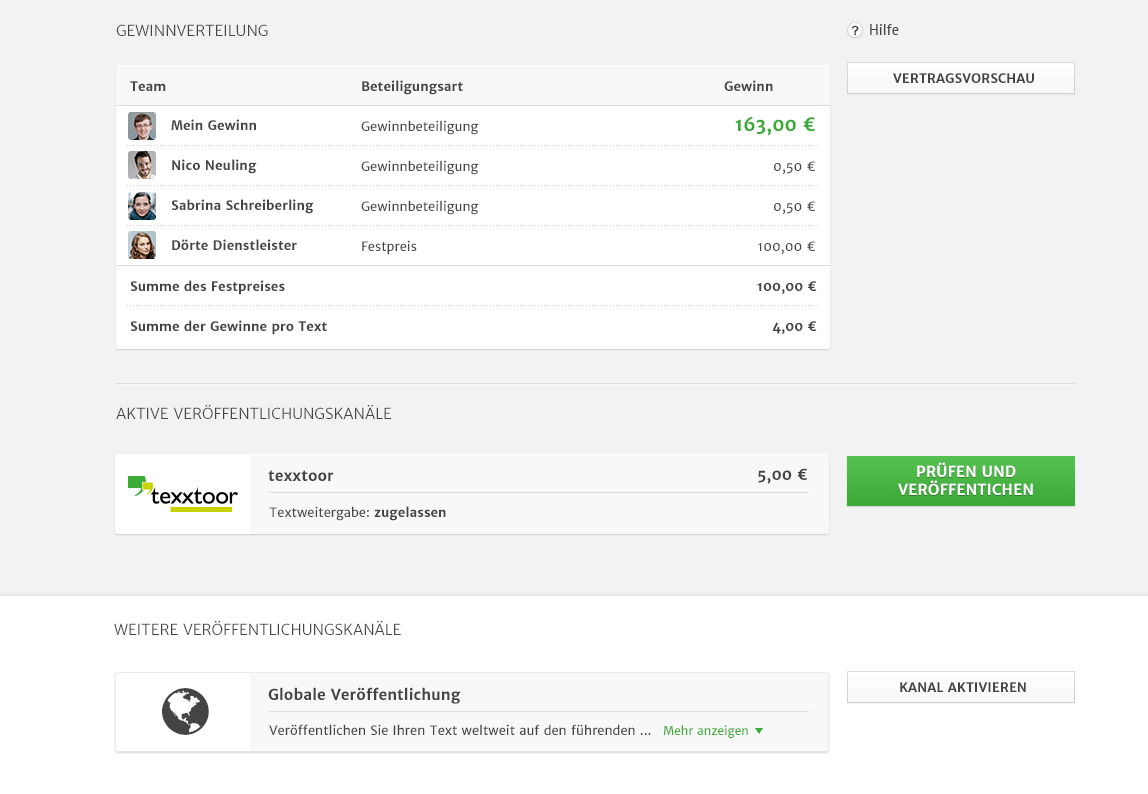 GEWINNVERTEILUNG
? Hilfe
Team Beteiligungsart Gewinn
VERTRAGSVORSCHAU
Mein Gewinn Gewinnbeteiligung 163,00 €
Nico Neuling Gewinnbeteiligung 0,50 €
Sabrina Schreiberling Gewinnbeteiligung 0,50 €
Dörte Dienstleister Festpreis 100,00 €
Summe des Festpreises 100,00 €
Summe der Gewinne pro Text 4,00 €
AKTIVE VERÖFFENTLICHUNGSKANÄLE
texxtoor
texxtoor 5,00 €
Textweitergabe: zugelassen
PRÜFEN UND
VERÖFFENTICHEN
WEITERE VERÖFFENTLICHUNGSKANÄLE
Globale Veröffentlichung
Veröffentlichen Sie Ihren Text weltweit auf den führenden ... Mehr anzeigen
KANAL AKTIVIEREN